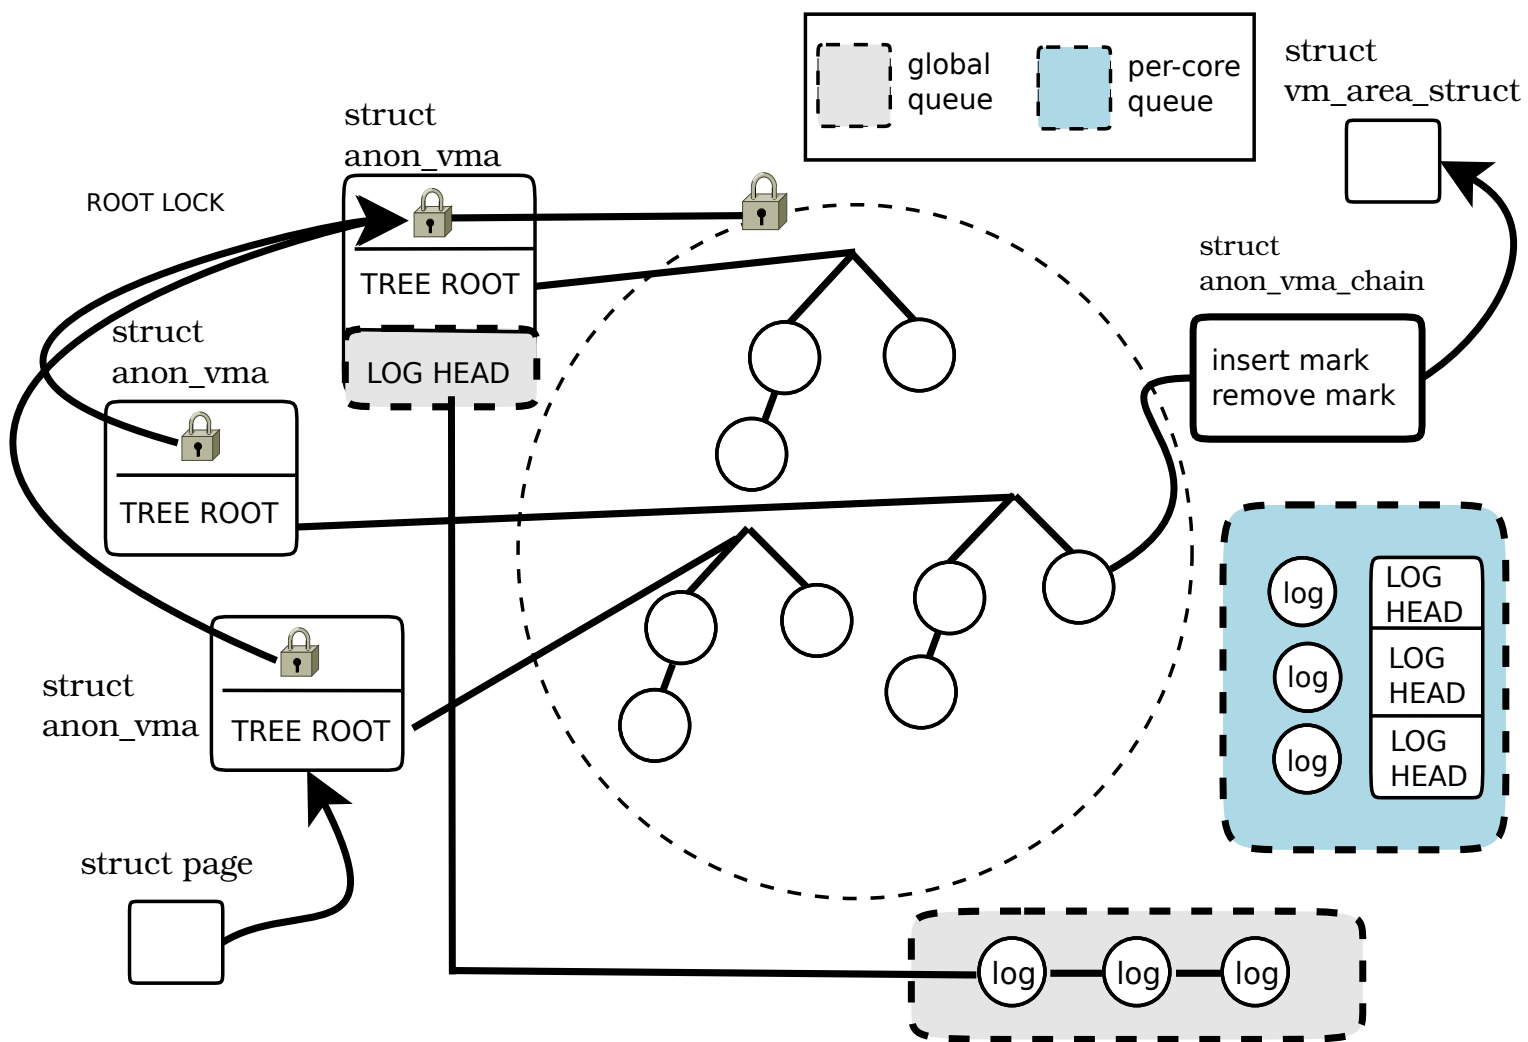 global
queue
per-core
queue
struct
vm_area_struct
struct
anon_vma
ROOT LOCK
TREE ROOT
LOG HEAD
struct
anon_vma_chain
insert mark
remove mark
struct
anon_vma
TREE ROOT
struct
anon_vma
TREE ROOT
struct page
log
LOG
HEAD
log
LOG
HEAD
log
LOG
HEAD
log
log
log